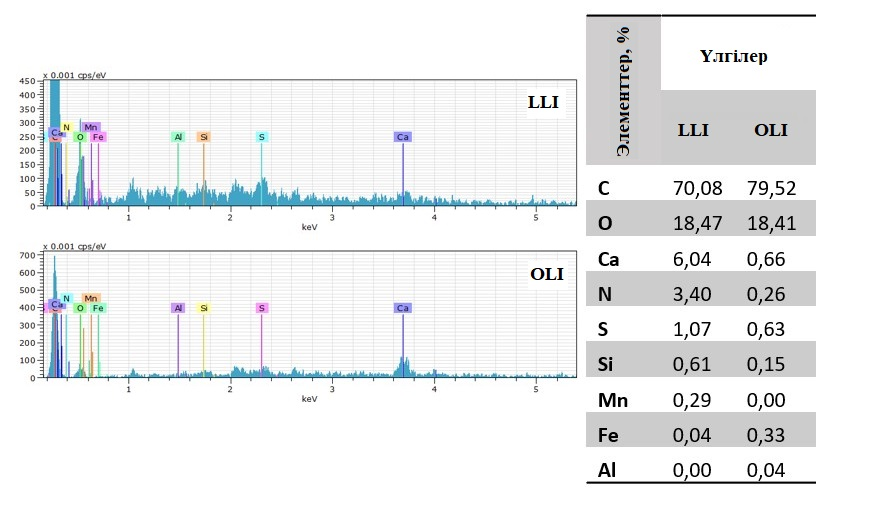 x 0.001 cps/eV
450
400
350
300
250
200
150
100
50
0
LLI
Ca N O Mn Fe Al Si S Ca
1 2 3 4 5
keV
x 0.001 cps/eV
700
600
500
400
300
200
100
0
OLI
Ca N O Mn Fe Al Si S Ca
1 2 3 4 5
keV
Элементтер, % Үлгілер
LLI OLI
C 70,08 79,52
O 18,47 18,41
Ca 6,04 0,66
N 3,40 0,26
S 1,07 0,63
Si 0,61 0,15
Mn 0,29 0,00
Fe 0,04 0,33
Al 0,00 0,04